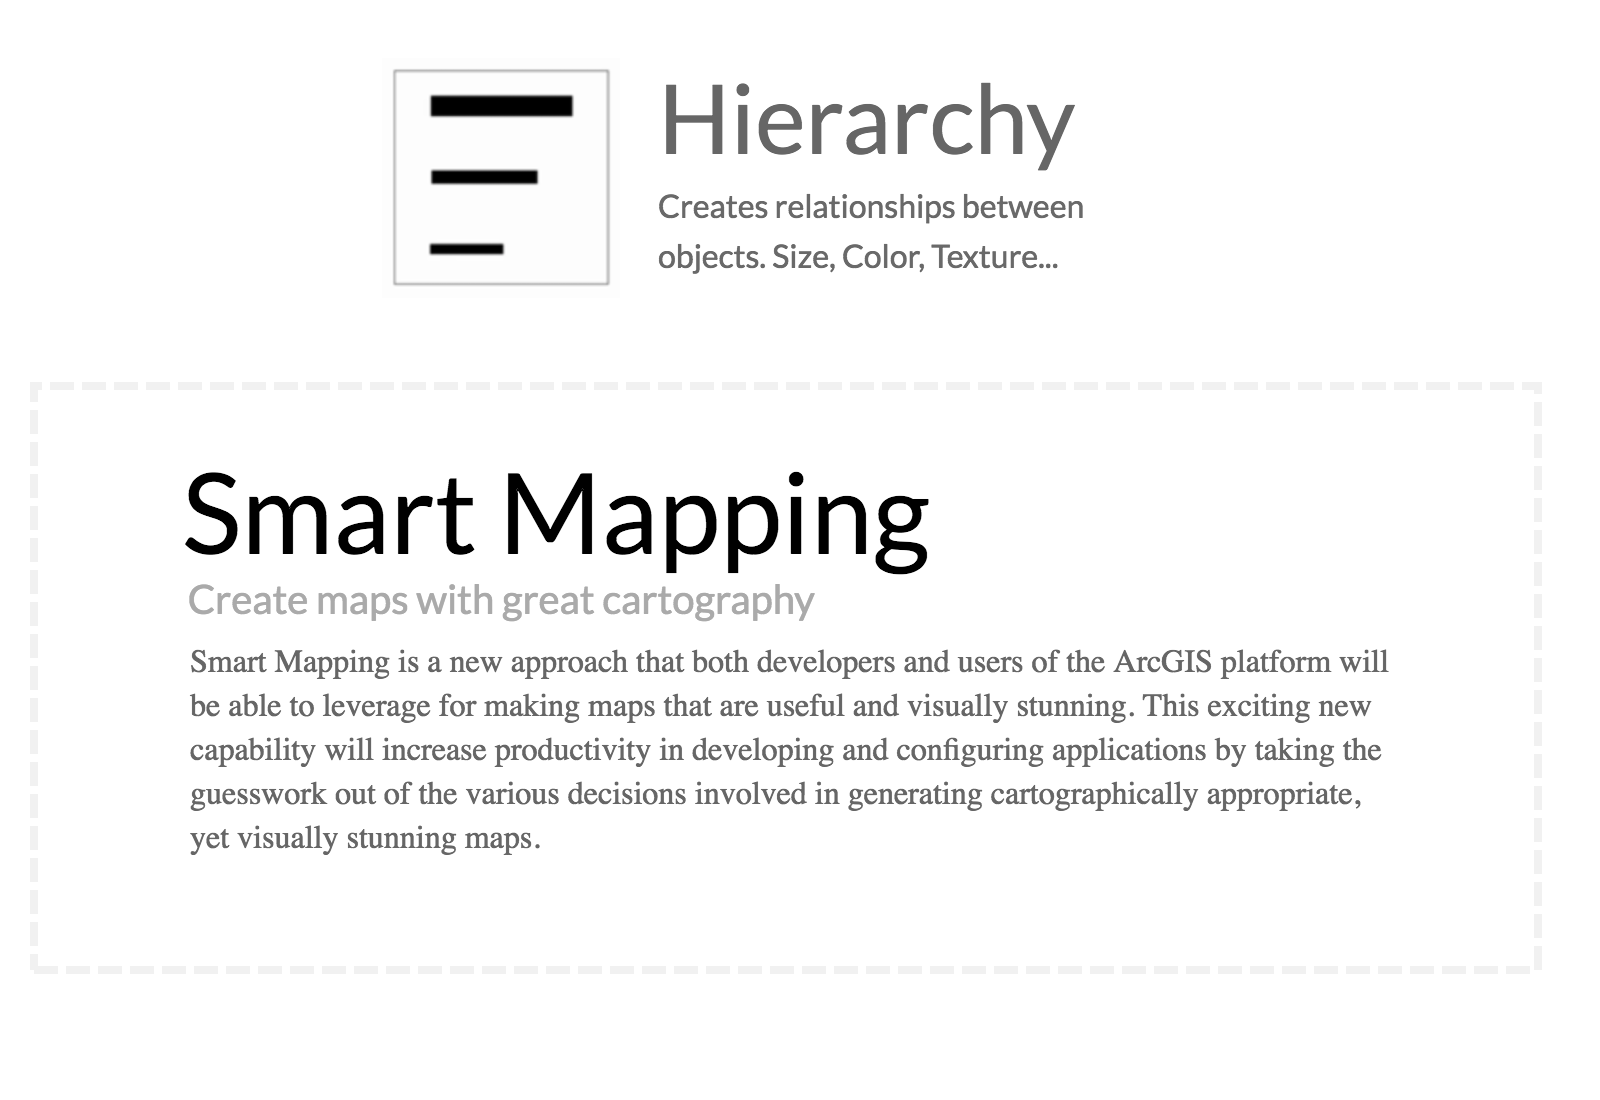 Hierarchy
Creates relationships between
objects. Size, Color, Texture...
Smart Mapping
Create maps with great cartography
Smart Mapping is a new approach that both developers and users of the ArcGIS platform will
be able to leverage for making maps that are useful and visually stunning. This exciting new
capability will increase productivity in developing and configuring applications by taking the
guesswork out of the various decisions involved in generating cartographically appropriate,
yet visually stunning maps.